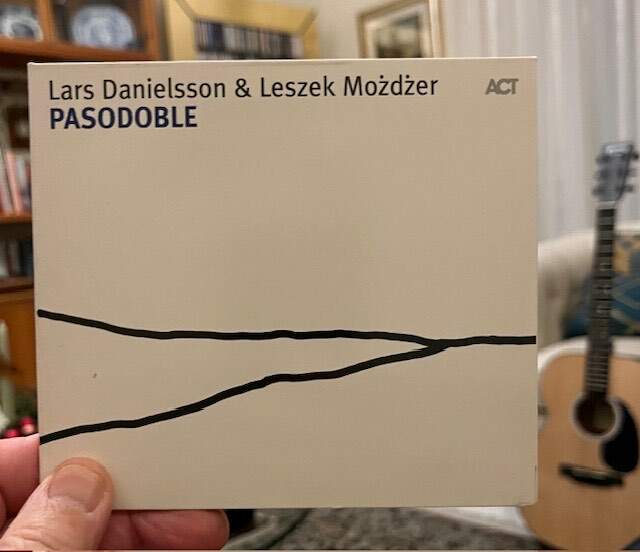 Lars Danielsson & Leszek Możdżer
ACT
PASODOBLE